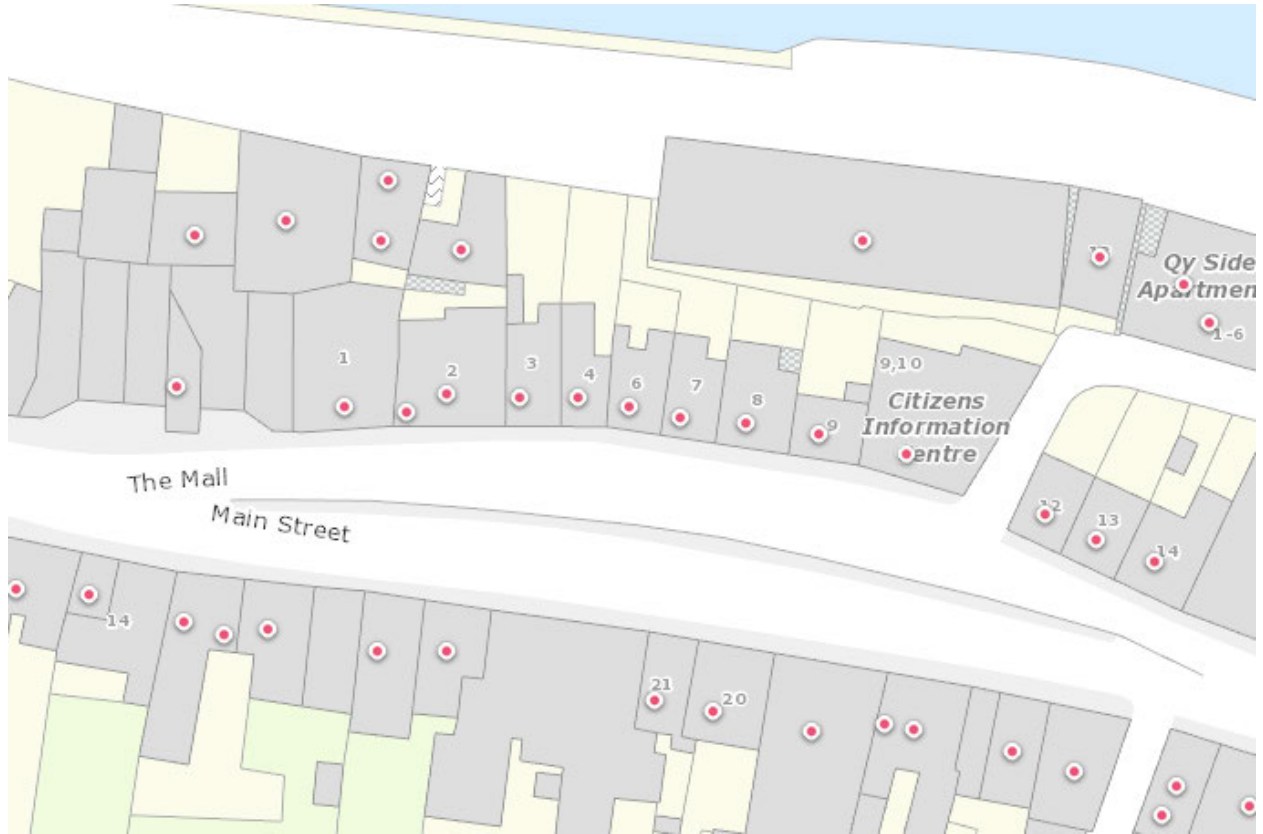 12
Qy Side
Apartmen
1-6
1
2
3
4
6
7
8
9
9,10
Citizens
Information
entre
The Mall
Main Street
12
13
14
14
21
20